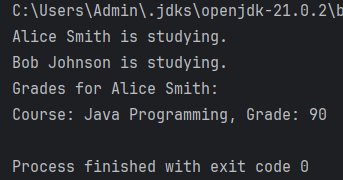 C:\Users\Admin\.jdks\openjdk-21.0.2\b
Alice Smith is studying.
Bob Johnson is studying.
Grades for Alice Smith:
Course: Java Programming, Grade: 90
Process finished with exit code 0